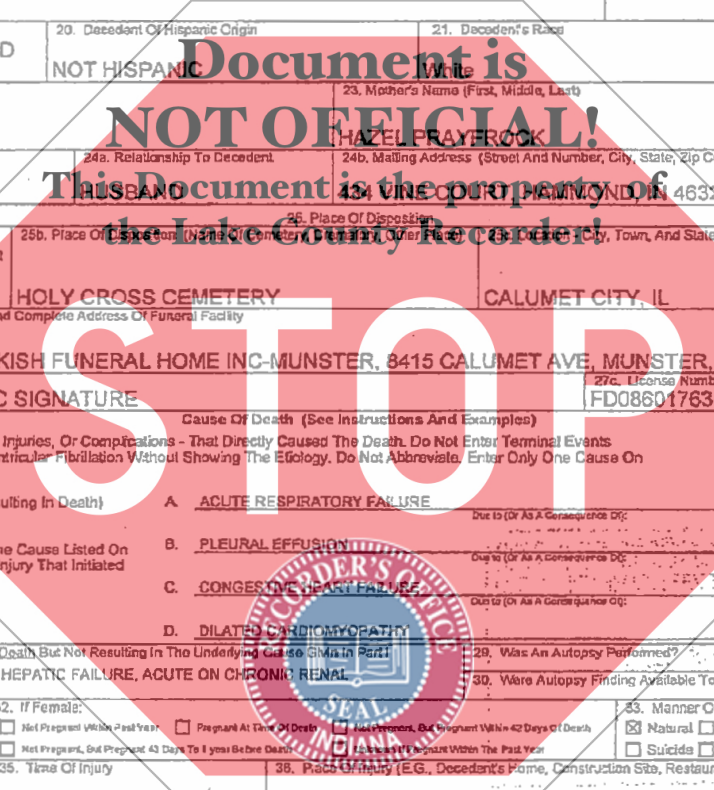 20. Decedent Of Hispanic Origin 21. Decedent's Race
NOT HISPANIC White
Document is
23. Mother's Name (First, Middle, Last)
NOT OFFICIAL!
HAZEL PRAYEROCK
24a. Relationship To Decedent 24b. Mailing Address (Street And Number, City, State, Zip C
This Document is the property of
HUSBAND 434 VINE COURT, HAMMOND, IN 4632
25. Place Of Disposition
the Lake County Recorder!
25b. Place Of Disposition (Name Of Cemetery, Crematory, Other Place) 25c. Location - City, Town, And State
HOLY CROSS CEMETERY CALUMET CITY, IL
nd Complete Address Of Funeral Facility
STOP
KISH FUNERAL HOME INC-MUNSTER, 8415 CALUMET AVE, MUNSTER,
27c. License Numb
C SIGNATURE FD08601763
Cause Of Death (See Instructions And Examples)
Injuries, Or Complications - That Directly Caused The Death. Do Not Enter Terminal Events
ntricular Fibrillation Without Showing The Etiology. Do Not Abbreviate. Enter Only One Cause On
ulting In Death) A. ACUTE RESPIRATORY FAILURE
Due to (Or As A Consequence Of):
he Cause Listed On B. PLEURAL EFFUSION
njury That Initiated Due to (Or As A Consequence Of):
C. CONGESTIVE HEART FAILURE
Due to (Or As A Consequence Of):
D. DILATED CARDIOMYOPATHY
RECORDER'S OFFICE
SEAL
INDIANA
Death But Not Resulting In The Underlying Cause Given In Part I 29. Was An Autopsy Performed?
HEPATIC FAILURE, ACUTE ON CHRONIC RENAL 30. Were Autopsy Finding Available To
32. If Female: 33. Manner O
Not Pregnant Within Past Year Pregnant At Time Of Death Not Pregnant, But Pregnant Within 42 Days Of Death Natural
Not Pregnant, But Pregnant 43 Days To 1 year Before Death Unknown If Pregnant Within The Past Year Suicide
35. Time Of Injury 36. Place Of Injury (E.G., Decedent's Home, Construction Site, Restaur